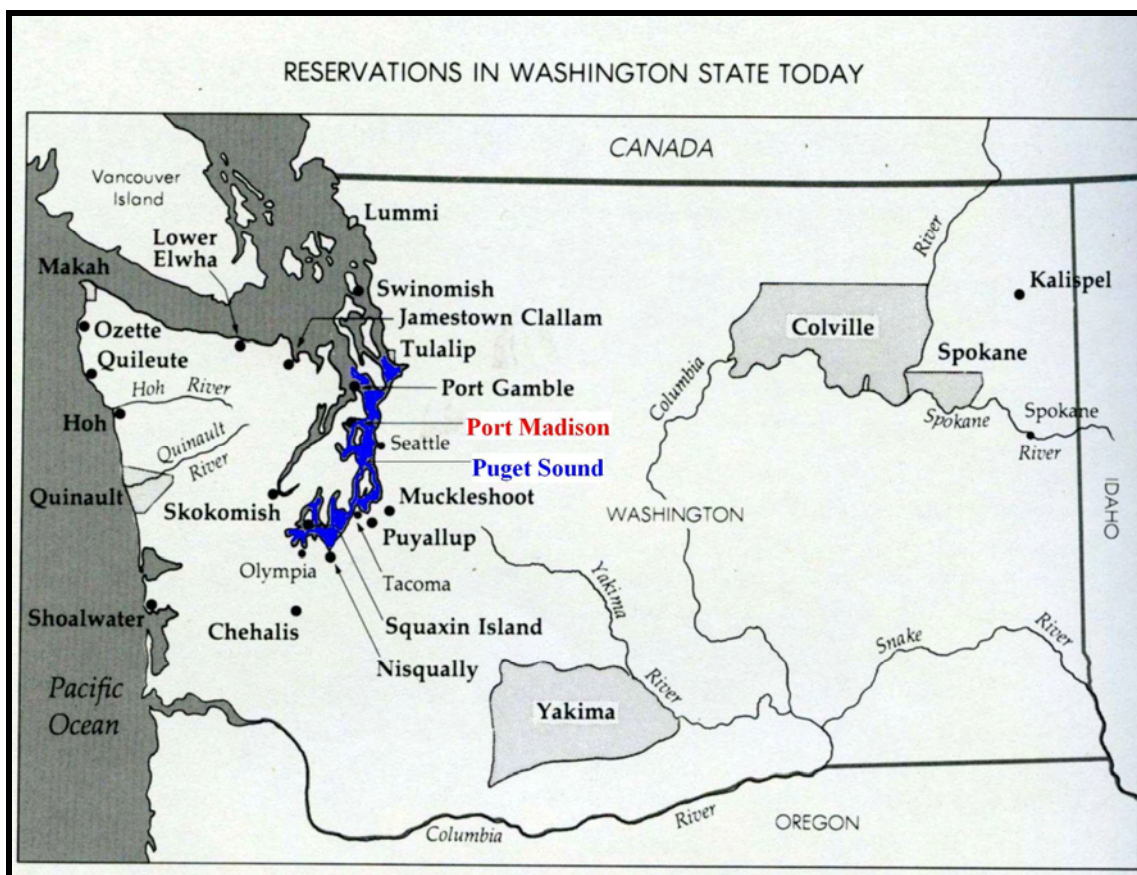 RESERVATIONS IN WASHINGTON STATE TODAY
CANADA
Vancouver
Island
Lummi
Lower
Elwha
River
Makah
Kalispel
Swinomish
Ozette
Jamestown Clallam
Colville
Quileute
Tulalip
Spokane
Hoh River
Port Gamble
Columbia
Hoh
Port Madison
Spokane
Spokane
River
Quinault
River
Seattle
Puget Sound
Quinault
Muckleshoot
IDAHO
Skokomish
WASHINGTON
Puyallup
Olympia
Tacoma
Yakima
River
Shoalwater
Chehalis
Squaxin Island
Snake
River
Nisqually
Pacific
Ocean
Yakima
Columbia
River
OREGON